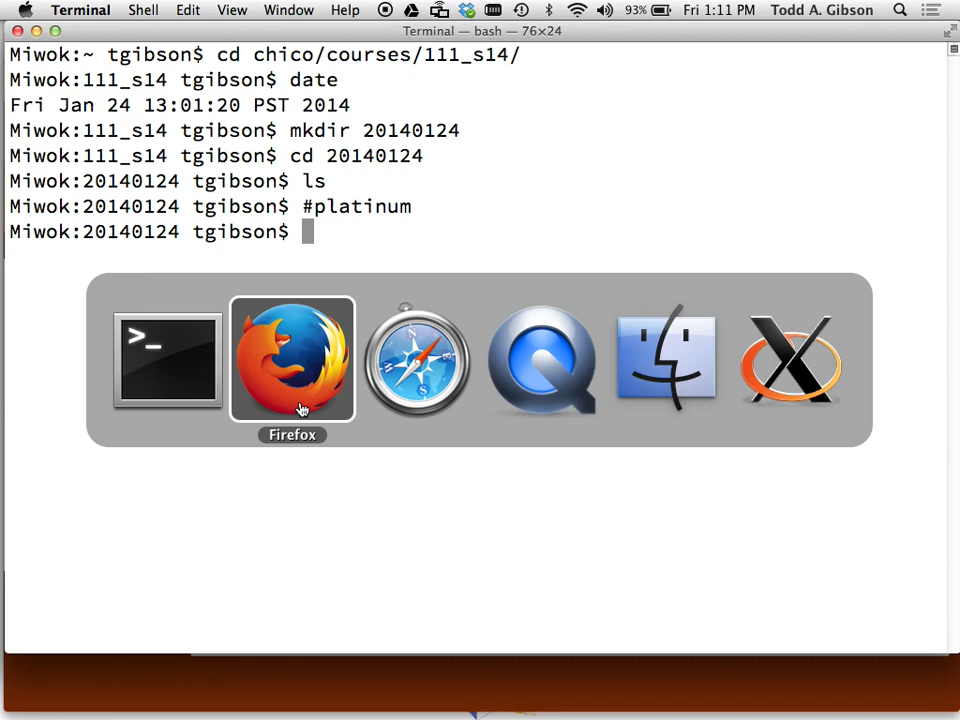 Terminal Shell Edit View Window Help 93% Fri 1:11 PM Todd A. Gibson
Terminal — bash — 76×24
Miwok:~ tgibson$ cd chico/courses/111_s14/
Miwok:111_s14 tgibson$ date
Fri Jan 24 13:01:20 PST 2014
Miwok:111_s14 tgibson$ mkdir 20140124
Miwok:111_s14 tgibson$ cd 20140124
Miwok:20140124 tgibson$ ls
Miwok:20140124 tgibson$ #platinum
Miwok:20140124 tgibson$
>_
N
W E
S
Firefox